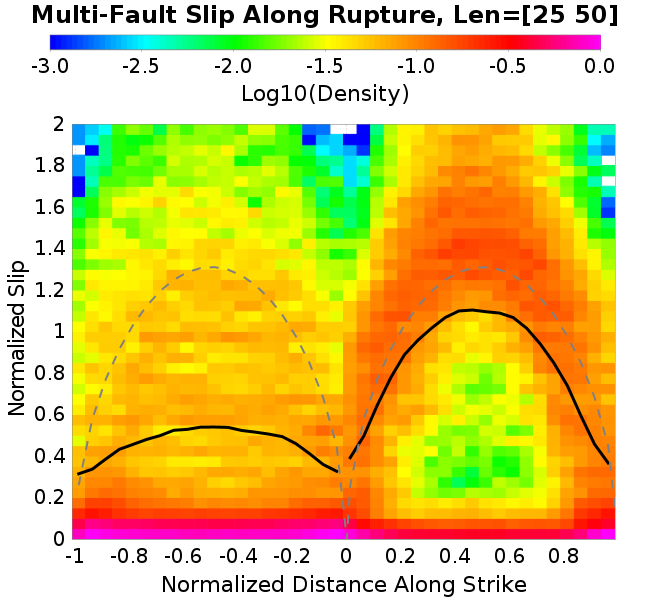 Multi-Fault Slip Along Rupture, Len=[25 50]
-3.0 -2.5 -2.0 -1.5 -1.0 -0.5 0.0
Log10(Density)
Normalized Slip
2
1.8
1.6
1.4
1.2
1
0.8
0.6
0.4
0.2
0
-1 -0.8 -0.6 -0.4 -0.2 0 0.2 0.4 0.6 0.8
Normalized Distance Along Strike